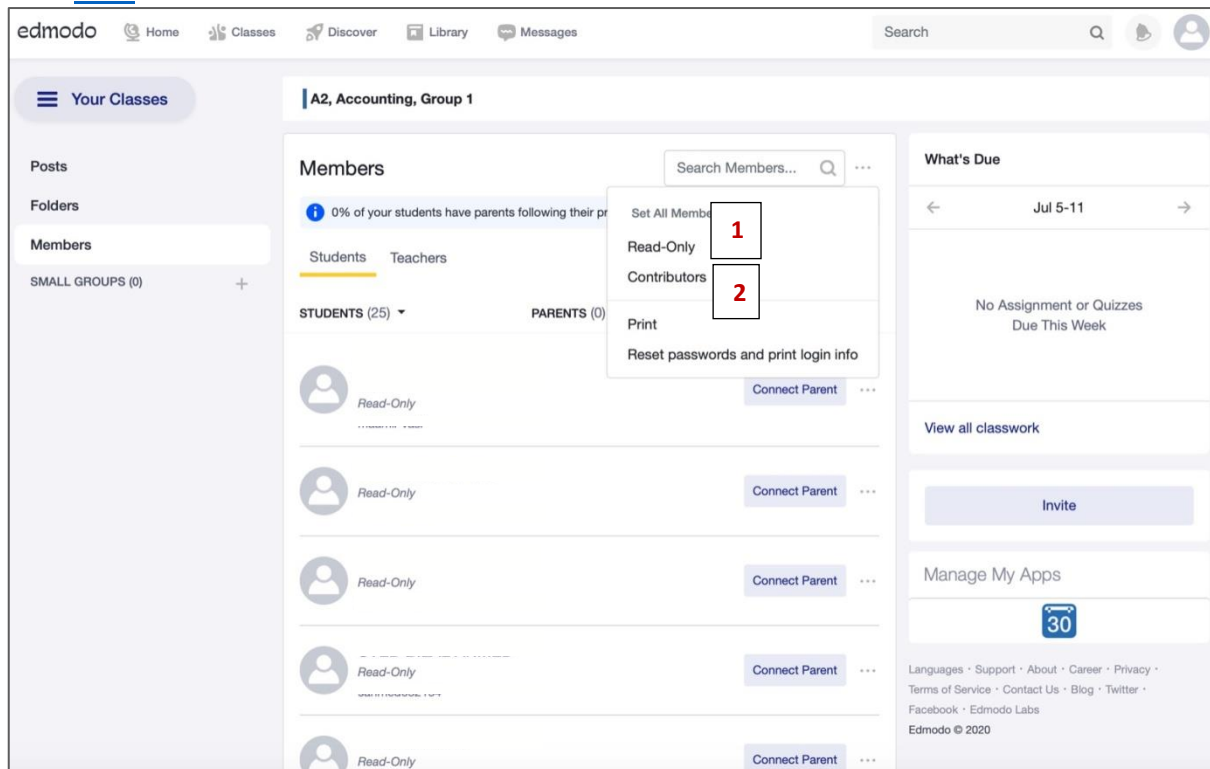 edmodo Home Classes Discover Library Messages Search
Your Classes
A2, Accounting, Group 1
Posts
Folders
Members
SMALL GROUPS (0) +
Members
Search Members... ...
0% of your students have parents following their pr
Students Teachers
STUDENTS (25)
PARENTS (0)
Set All Membe
Read-Only
1
Contributors
2
Print
Reset passwords and print login info
Read-Only
Connect Parent ...
Read-Only
Connect Parent ...
Read-Only
Connect Parent ...
Read-Only
Connect Parent ...
Read-Only
Connect Parent ...
What's Due
← Jul 5-11 →
No Assignment or Quizzes
Due This Week
View all classwork
Invite
Manage My Apps
30
Languages · Support · About · Career · Privacy ·
Terms of Service · Contact Us · Blog · Twitter ·
Facebook · Edmodo Labs
Edmodo © 2020